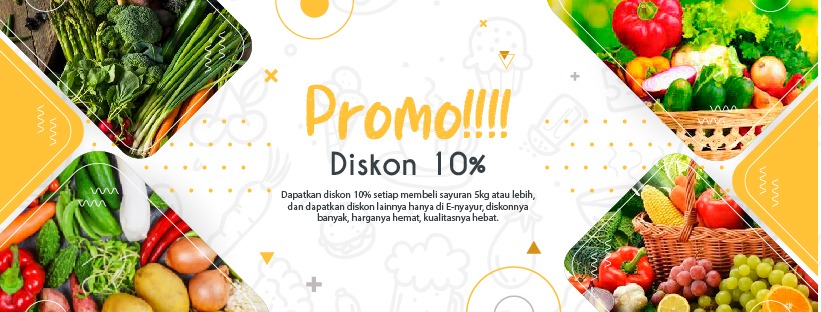 Promo!!!!
Diskon 10%
Dapatkan diskon 10% setiap membeli sayuran 5kg atau lebih,
dan dapatkan diskon lainnya hanya di E-nyayur, diskonnya
banyak, harganya hemat, kualitasnya hebat.